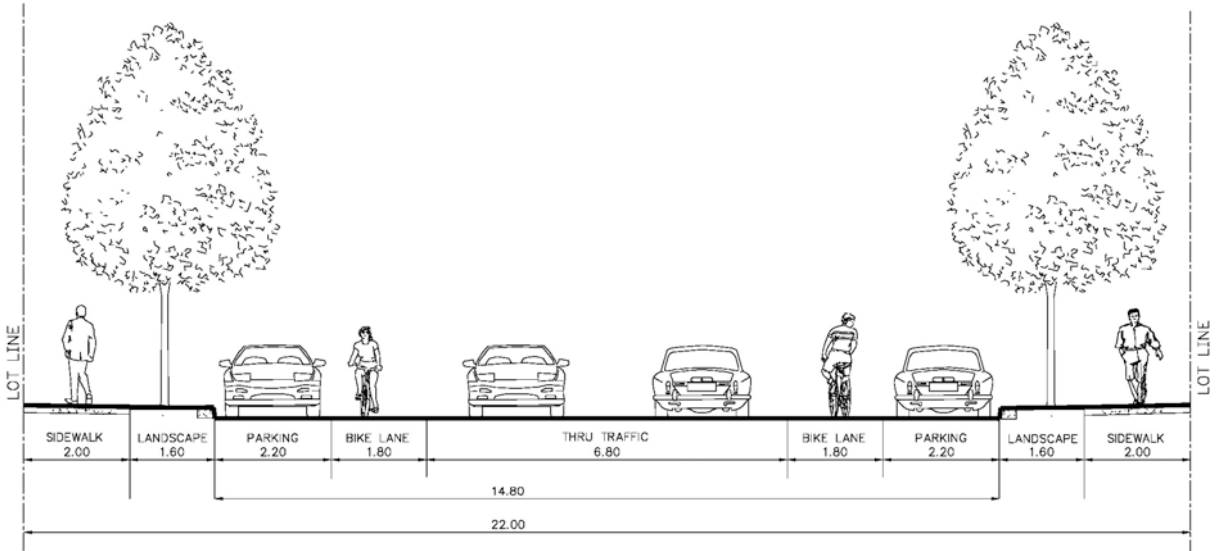 LOT LINE
LOT LINE
SIDEWALK LANDSCAPE PARKING BIKE LANE THRU TRAFFIC BIKE LANE PARKING LANDSCAPE SIDEWALK
2.00 1.60 2.20 1.80 6.80 1.80 2.20 1.60 2.00
14.80
22.00